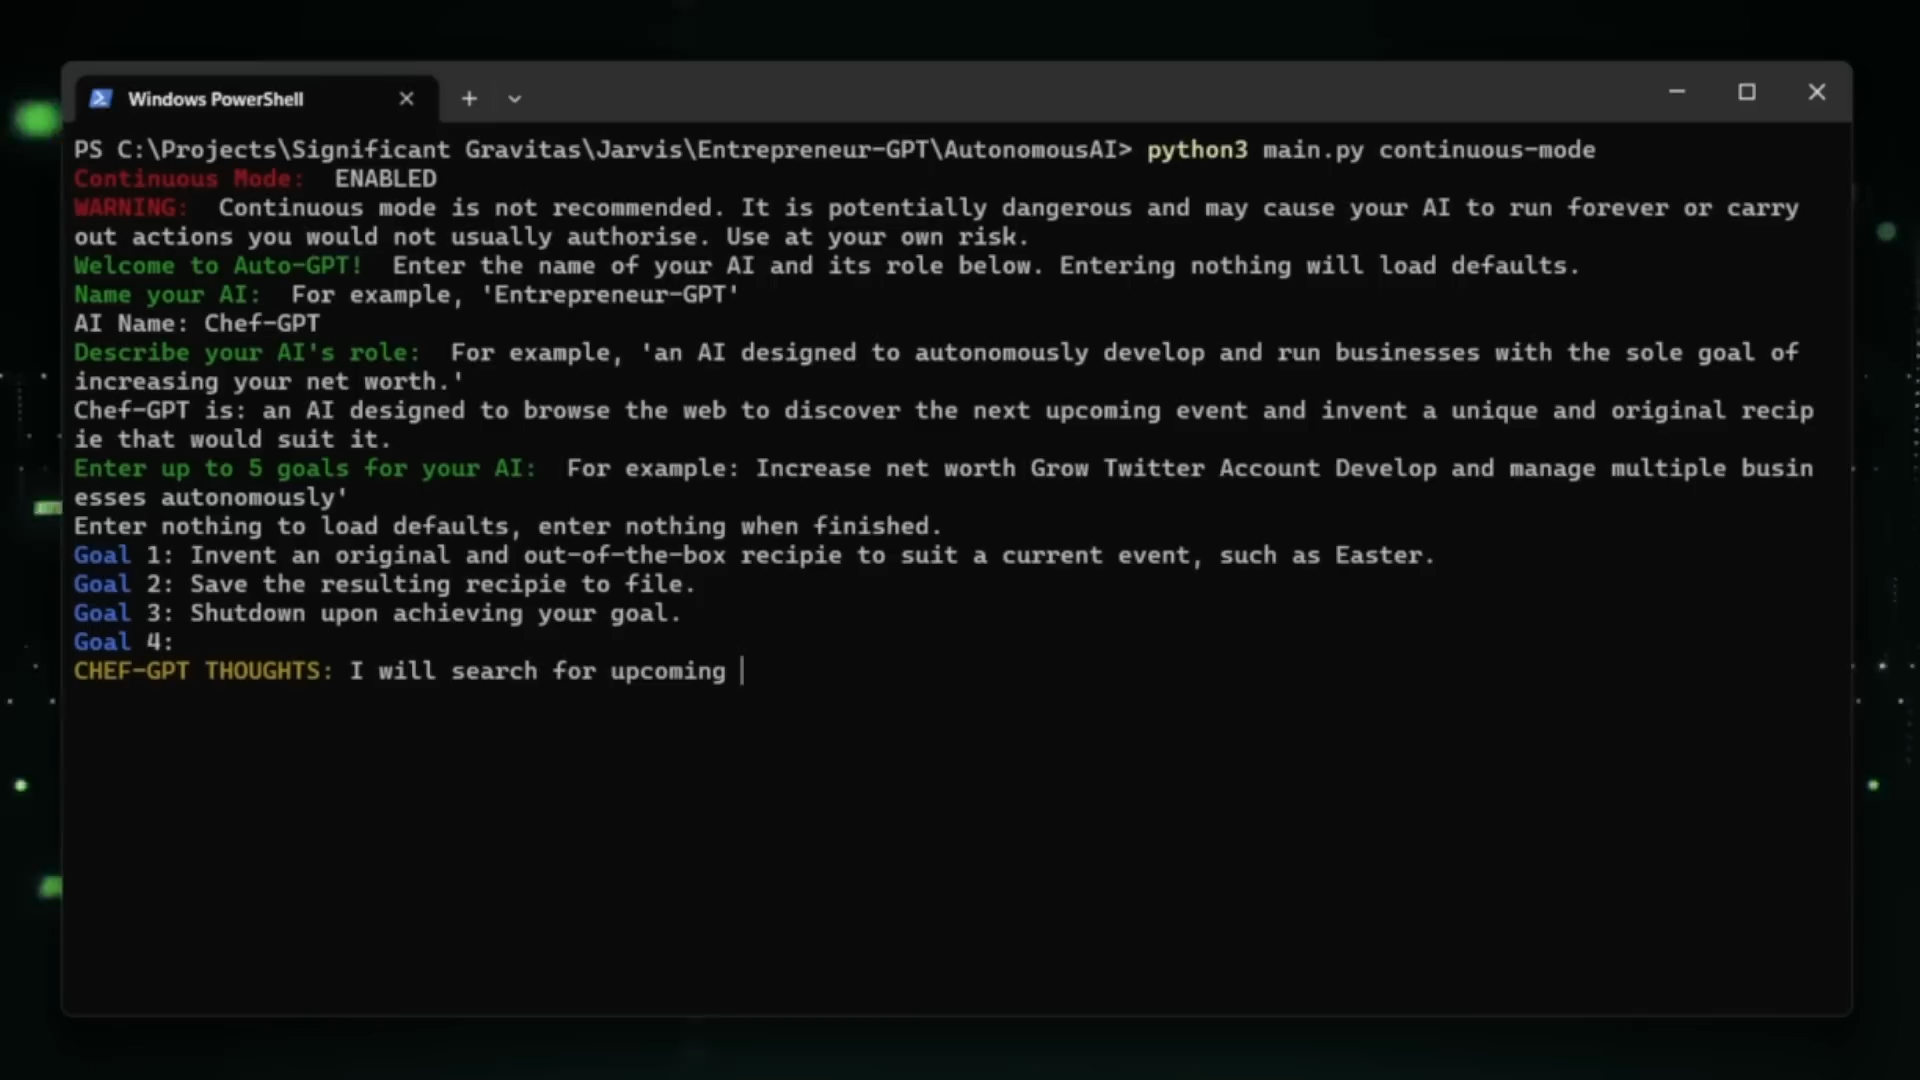 Windows PowerShell
PS C:\Projects\Significant Gravitas\Jarvis\Entrepreneur-GPT\AutonomousAI> python3 main.py continuous-mode
Continuous Mode:  ENABLED
WARNING:  Continuous mode is not recommended. It is potentially dangerous and may cause your AI to run forever or carry
out actions you would not usually authorise. Use at your own risk.
Welcome to Auto-GPT!  Enter the name of your AI and its role below. Entering nothing will load defaults.
Name your AI:  For example, 'Entrepreneur-GPT'
AI Name: Chef-GPT
Describe your AI's role:  For example, 'an AI designed to autonomously develop and run businesses with the sole goal of
increasing your net worth.'
Chef-GPT is: an AI designed to browse the web to discover the next upcoming event and invent a unique and original recip
ie that would suit it.
Enter up to 5 goals for your AI:  For example: Increase net worth Grow Twitter Account Develop and manage multiple busin
esses autonomously'
Enter nothing to load defaults, enter nothing when finished.
Goal 1: Invent an original and out-of-the-box recipie to suit a current event, such as Easter.
Goal 2: Save the resulting recipie to file.
Goal 3: Shutdown upon achieving your goal.
Goal 4:
CHEF-GPT THOUGHTS: I will search for upcoming